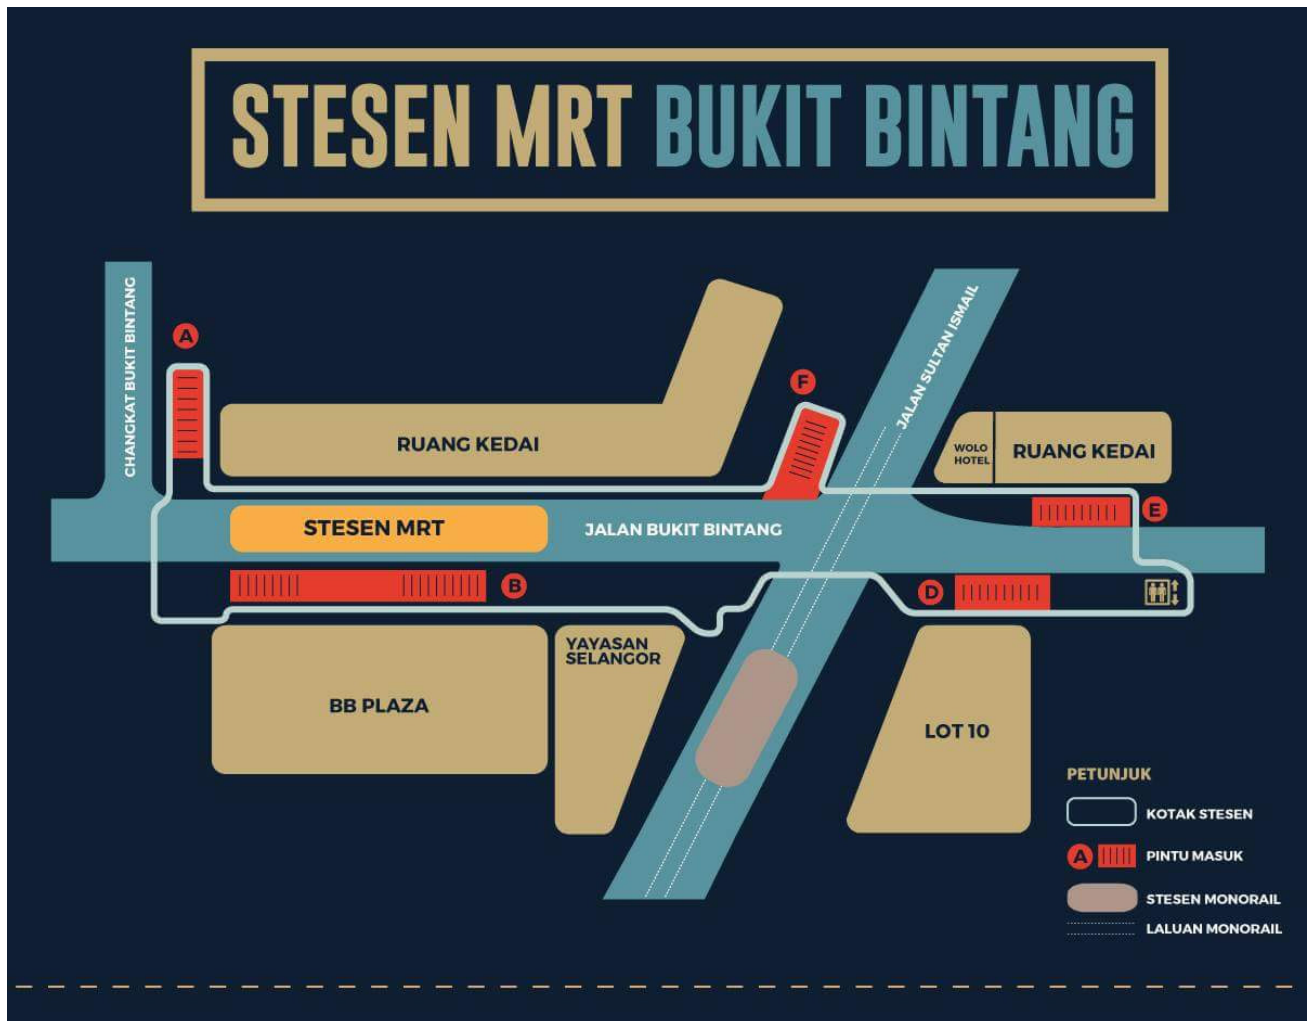 STESEN MRT BUKIT BINTANG
CHANGKAT BUKIT BINTANG
A
F
JALAN SULTAN ISMAIL
RUANG KEDAI
WOLO
HOTEL
RUANG KEDAI
E
STESEN MRT
JALAN BUKIT BINTANG
B
D
YAYASAN
SELANGOR
BB PLAZA
LOT 10
PETUNJUK
KOTAK STESEN
A
PINTU MASUK
STESEN MONORAIL
LALUAN MONORAIL